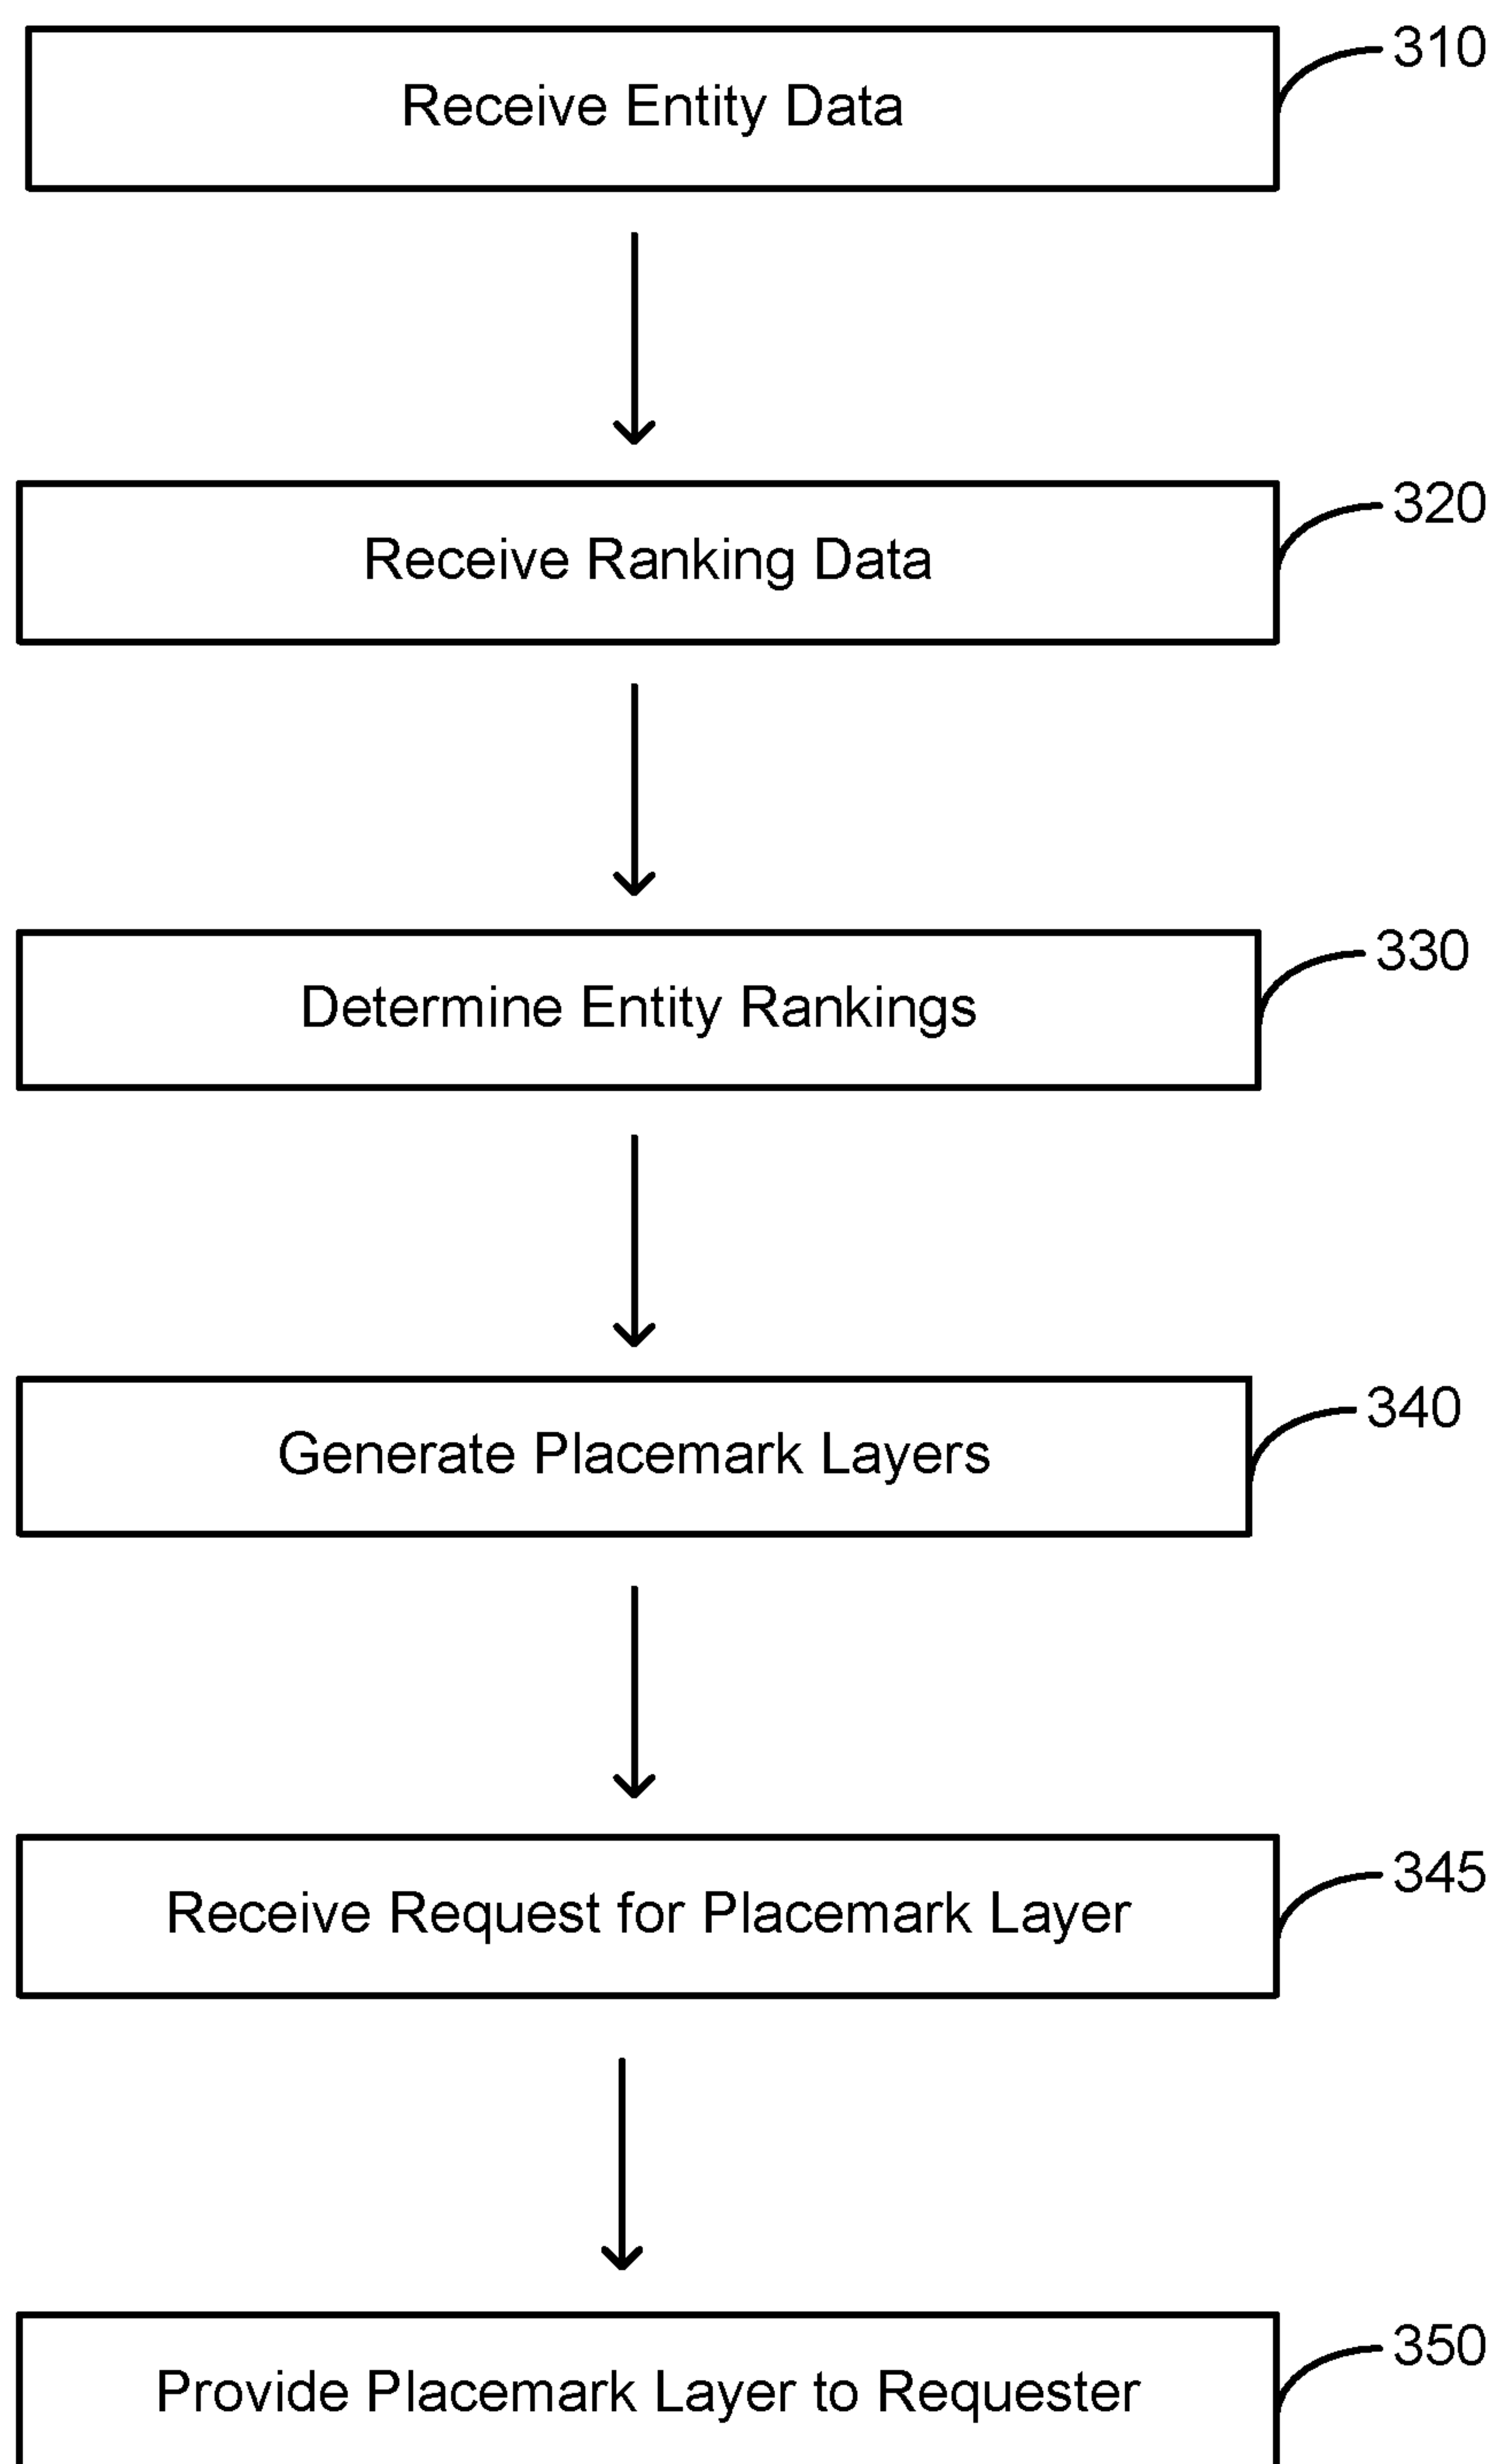 310
Receive Entity Data
320
Receive Ranking Data
330
Determine Entity Rankings
340
Generate Placemark Layers
345
Receive Request for Placemark Layer
350
Provide Placemark Layer to Requester